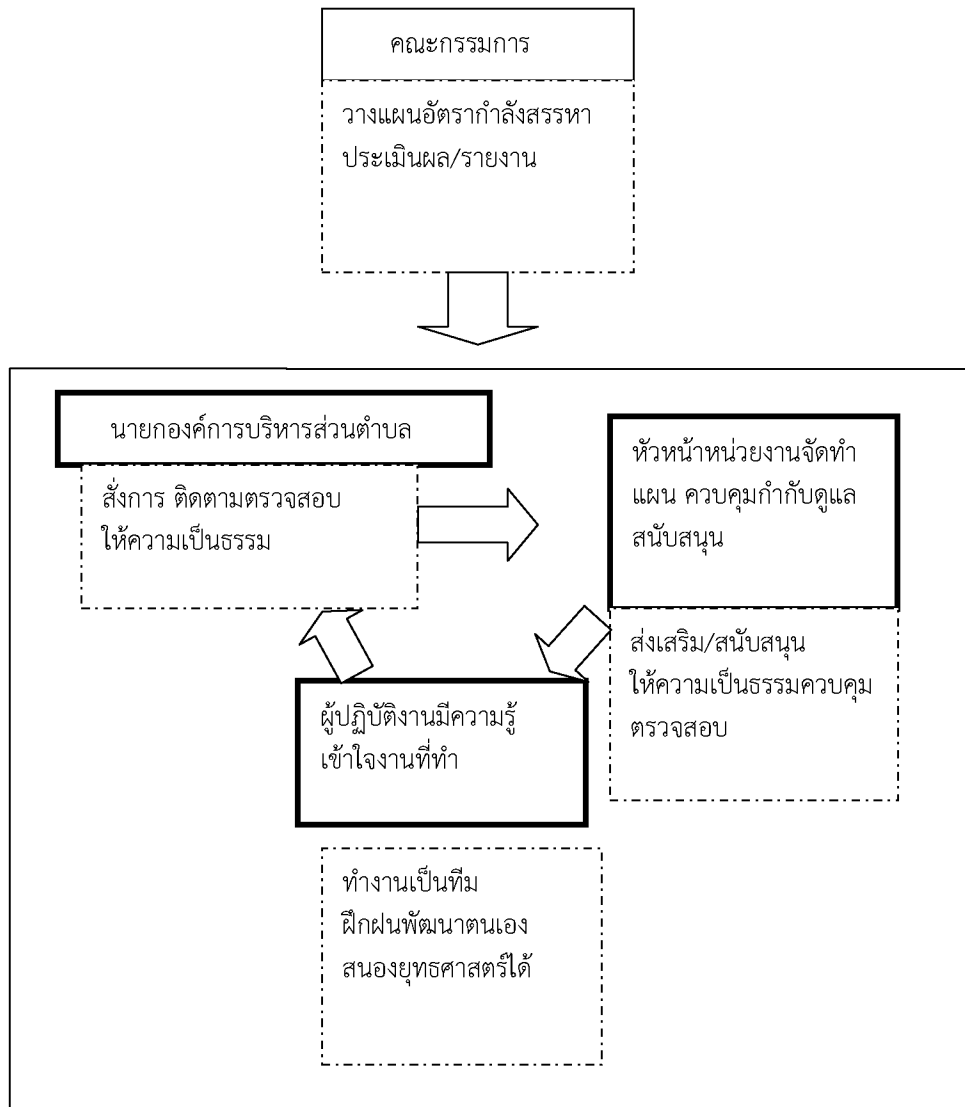 คณะกรรมการ
วางแผนอัตรากำลังสรรหา
ประเมินผล/รายงาน
นายกองค์การบริหารส่วนตำบล
สั่งการ ติดตามตรวจสอบ
ให้ความเป็นธรรม
หัวหน้าหน่วยงานจัดทำ
แผน ควบคุมกำกับดูแล
สนับสนุน
ส่งเสริม/สนับสนุน
ให้ความเป็นธรรมควบคุม
ตรวจสอบ
ผู้ปฏิบัติงานมีความรู้
เข้าใจงานที่ทำ
ทำงานเป็นทีม
ฝึกฝนพัฒนาตนเอง
สนองยุทธศาสตร์ได้